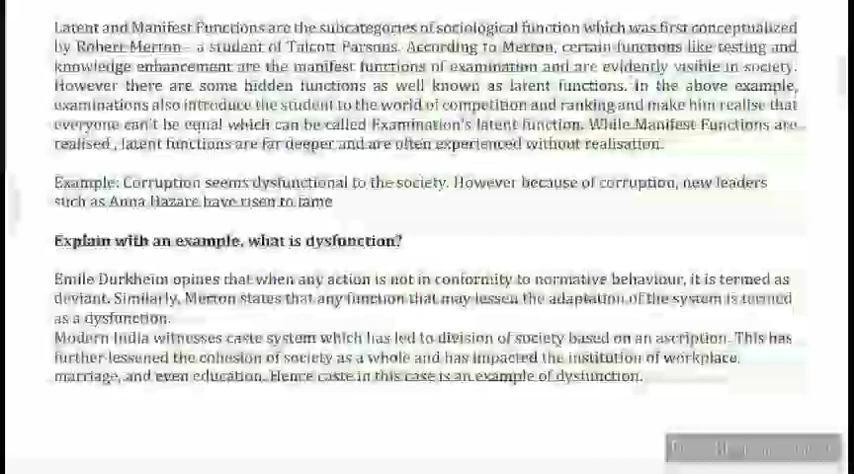 Latent and Manifest Functions are the subcategories of sociological function which was first conceptualized
by Robert Merton – a student of Talcott Parsons. According to Merton, certain functions like testing and
knowledge enhancement are the manifest functions of examination and are evidently visible in society.
However there are some hidden functions as well known as latent functions. In the above example,
examinations also introduce the student to the world of competition and ranking and make him realise that
everyone can't be equal which can be called Examination's latent function. While Manifest Functions are
realised , latent functions are far deeper and are often experienced without realisation.
Example: Corruption seems dysfunctional to the society. However because of corruption, new leaders
such as Anna Hazare have risen to fame
Explain with an example, what is dysfunction?
Emile Durkheim opines that when any action is not in conformity to normative behaviour, it is termed as
deviant. Similarly, Merton states that any function that may lessen the adaptation of the system is termed
as a dysfunction.
Modern India witnesses caste system which has led to division of society based on an ascription. This has
further lessened the cohesion of society as a whole and has impacted the institution of workplace,
marriage, and even education. Hence caste in this case is an example of dysfunction.